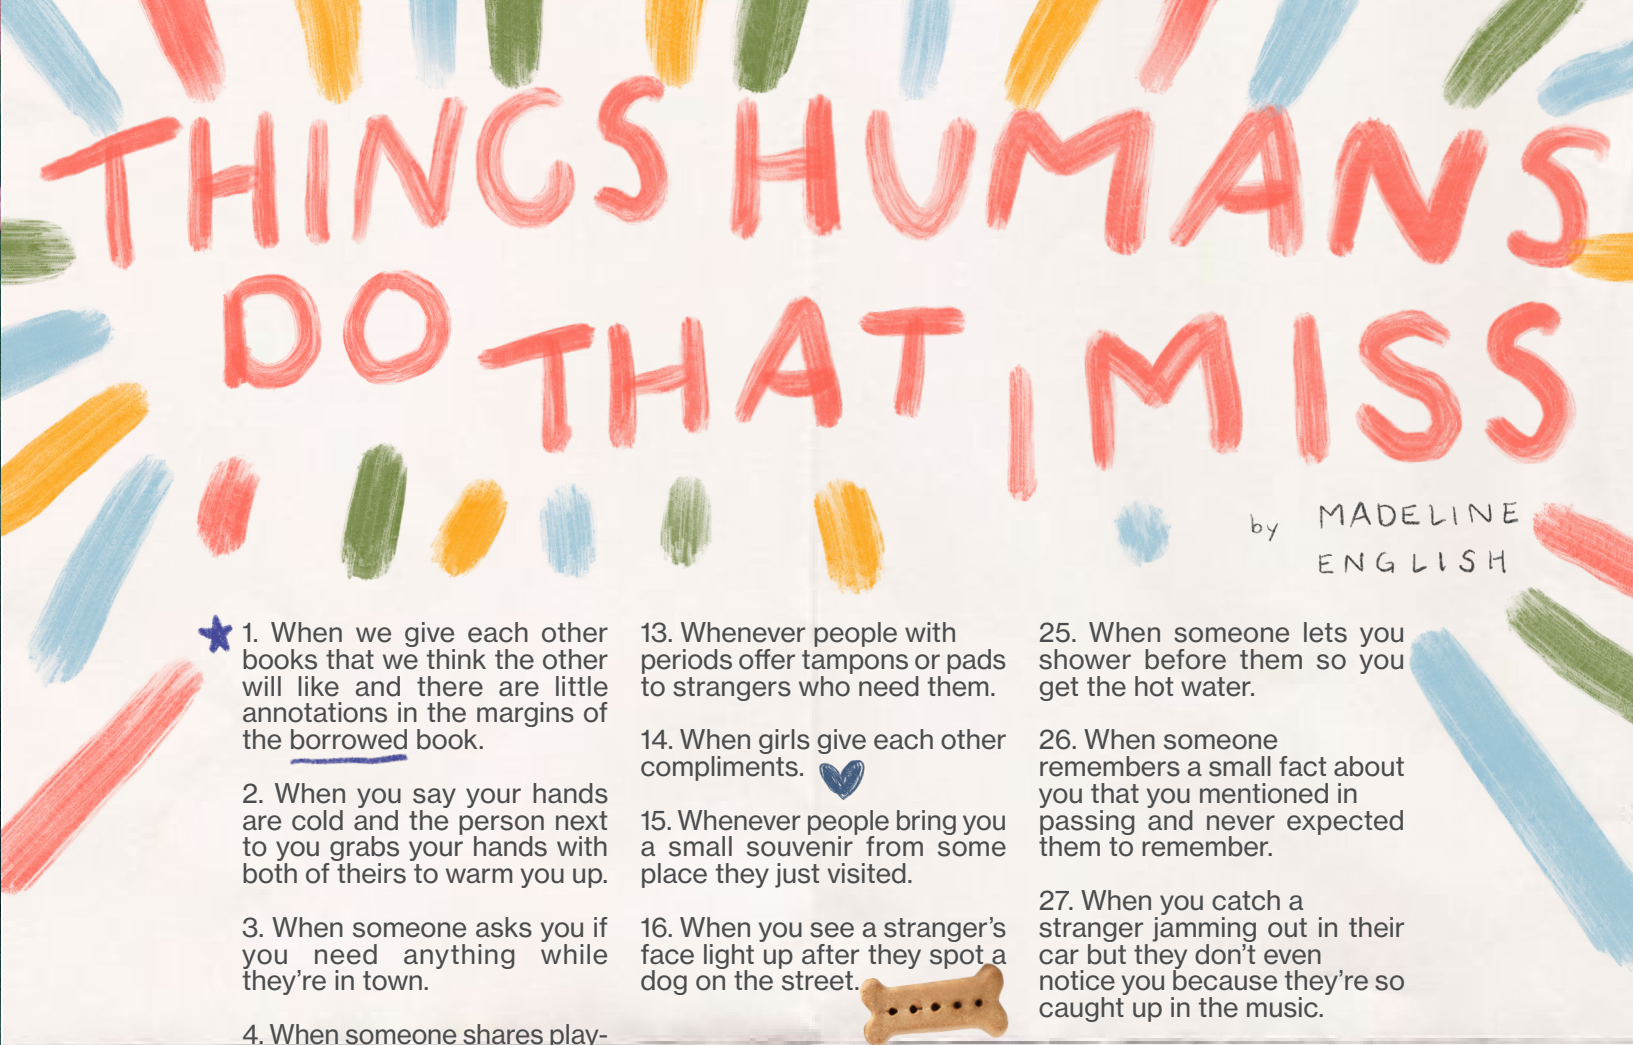 THINGS HUMANS
DO THAT I MISS
by MADELINE
ENGLISH
1. When we give each other
books that we think the other
will like and there are little
annotations in the margins of
the borrowed book.
2. When you say your hands
are cold and the person next
to you grabs your hands with
both of theirs to warm you up.
3. When someone asks you if
you need anything while
they’re in town.
4. When someone shares play-
13. Whenever people with
periods offer tampons or pads
to strangers who need them.
14. When girls give each other
compliments.
15. Whenever people bring you
a small souvenir from some
place they just visited.
16. When you see a stranger’s
face light up after they spot a
dog on the street.
25. When someone lets you
shower before them so you
get the hot water.
26. When someone
remembers a small fact about
you that you mentioned in
passing and never expected
them to remember.
27. When you catch a
stranger jamming out in their
car but they don’t even
notice you because they’re so
caught up in the music.